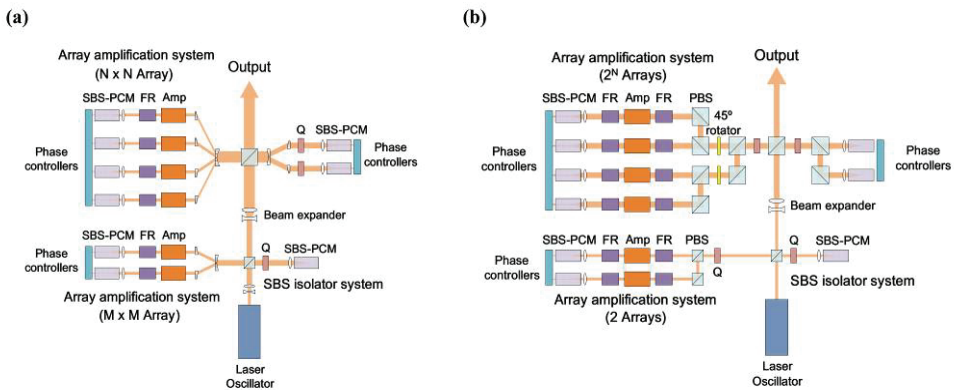 (a)
Array amplification system
(N x N Array)
Output
SBS-PCM FR Amp
Q SBS-PCM
Phase
controllers
Phase
controllers
Beam expander
SBS-PCM FR Amp
Q SBS-PCM
Phase
controllers
SBS isolator system
Array amplification system
(M x M Array)
Laser
Oscillator
(b)
Array amplification system
(2ᴺ Arrays)
Output
SBS-PCM FR Amp FR PBS
45º
rotator
Q
SBS-PCM
Phase
controllers
Phase
controllers
Beam expander
SBS-PCM FR Amp FR PBS
Q SBS-PCM
Phase
controllers
Q
SBS isolator system
Array amplification system
(2 Arrays)
Laser
Oscillator